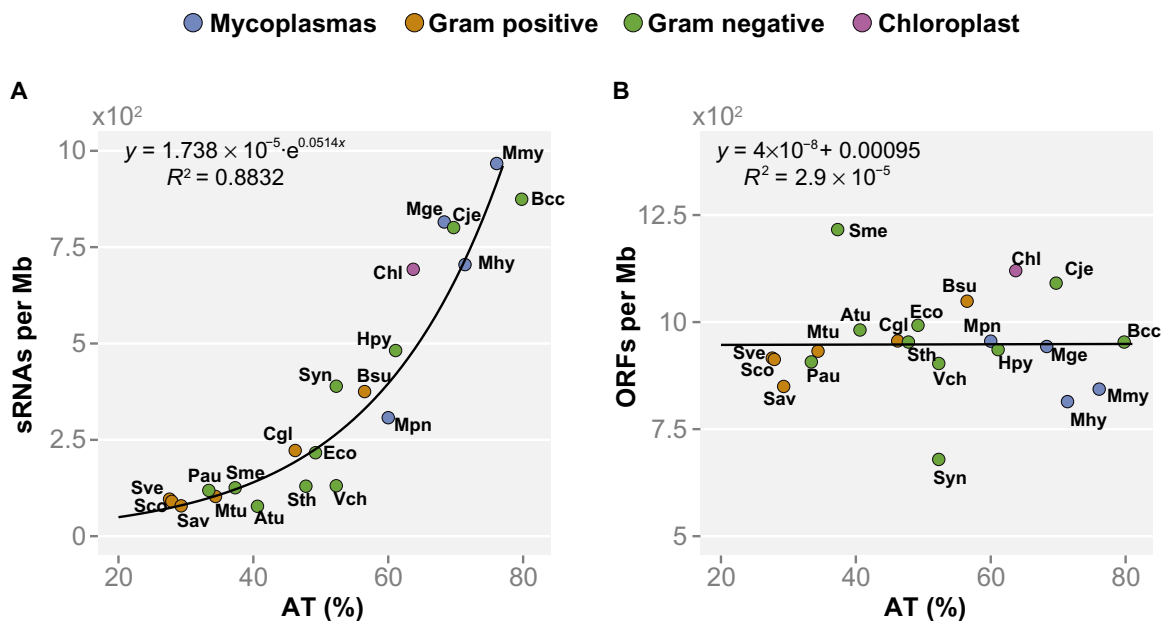 Mycoplasmas Gram positive Gram negative Chloroplast
A
x10²
y = 1.738 × 10⁻⁵·e⁰·⁰⁵¹⁴ˣ
R² = 0.8832
10
7.5
5
2.5
0
sRNAs per Mb
Mmy
Bcc
Mge
Cje
Mhy
Chl
Hpy
Syn
Bsu
Mpn
Cgl
Eco
Pau
Sme
Sve
Sco
Sav
Mtu
Atu
Sth
Vch
20 40 60 80
AT (%)
B
x10²
y = 4×10⁻⁸+ 0.00095
R² = 2.9 × 10⁻⁵
12.5
10
7.5
5
ORFs per Mb
Sme
Chl
Cje
Bsu
Atu
Eco
Mtu
Cgl
Mpn
Bcc
Sve
Sco
Sav
Pau
Sth
Vch
Hpy
Mge
Mmy
Mhy
Syn
20 40 60 80
AT (%)